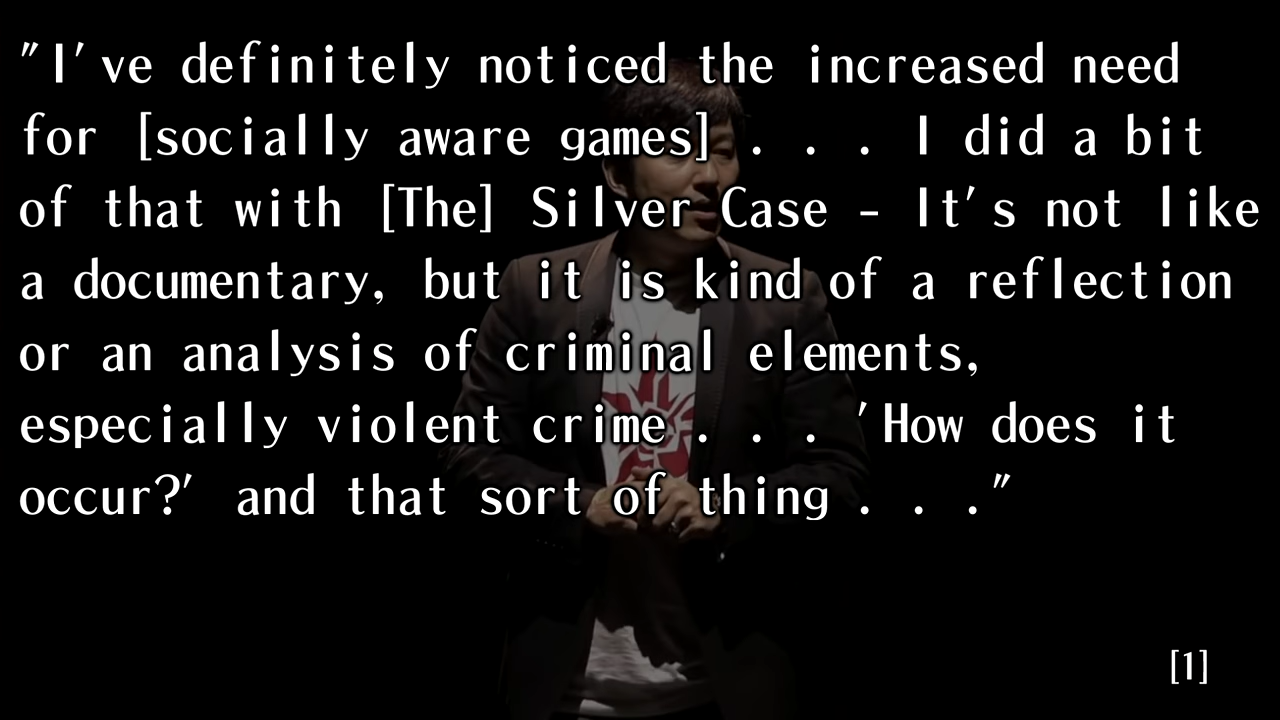 "I've definitely noticed the increased need
for [socially aware games] . . . I did a bit
of that with [The] Silver Case - It's not like
a documentary, but it is kind of a reflection
or an analysis of criminal elements,
especially violent crime . . . 'How does it
occur?' and that sort of thing . . ."
[1]